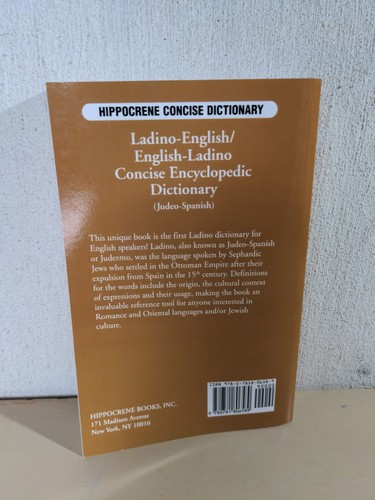 HIPPOCRENE CONCISE DICTIONARY
Ladino-English/
English-Ladino
Concise Encyclopedic
Dictionary
(Judeo-Spanish)
This unique book is the first Ladino dictionary for
English speakers! Ladino, also known as Judeo-Spanish
or Judezmo, was the language spoken by Sephardic
Jews who settled in the Ottoman Empire after their
expulsion from Spain in the 15th century. Definitions
for the words include the origin, the cultural context
of expressions and their usage, making the book an
invaluable reference tool for anyone interested in
Romance and Oriental languages and/or Jewish
culture.
HIPPOCRENE BOOKS, INC.
171 Madison Avenue
New York, NY 10016